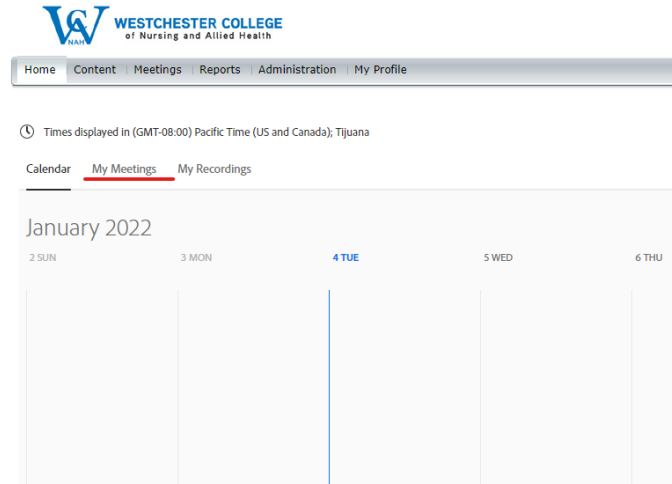 WESTCHESTER COLLEGE
of Nursing and Allied Health
NAH
Home Content Meetings Reports Administration My Profile
Times displayed in (GMT-08:00) Pacific Time (US and Canada); Tijuana
Calendar My Meetings My Recordings
January 2022
2 SUN 3 MON 4 TUE 5 WED 6 THU